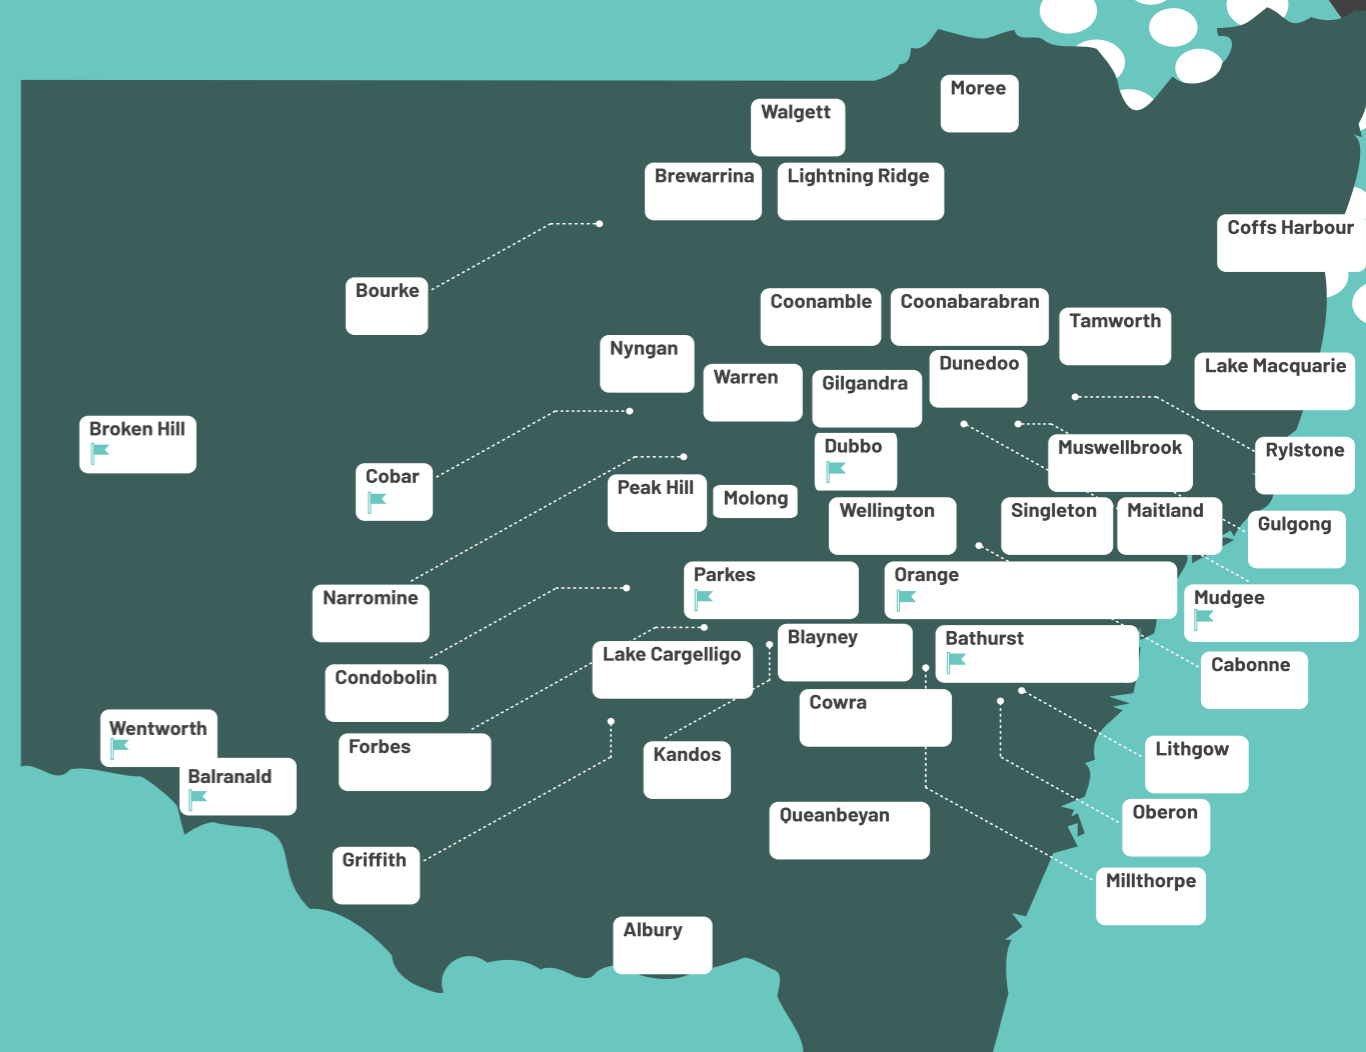 Moree
Walgett
Brewarrina
Lightning Ridge
Coffs Harbour
Bourke
Coonamble
Coonabarabran
Tamworth
Nyngan
Warren
Gilgandra
Dunedoo
Lake Macquarie
Broken Hill
Cobar
Dubbo
Muswellbrook
Rylstone
Peak Hill
Molong
Wellington
Singleton
Maitland
Gulgong
Narromine
Parkes
Orange
Mudgee
Lake Cargelligo
Blayney
Bathurst
Cabonne
Condobolin
Cowra
Wentworth
Forbes
Kandos
Lithgow
Balranald
Queanbeyan
Oberon
Griffith
Millthorpe
Albury